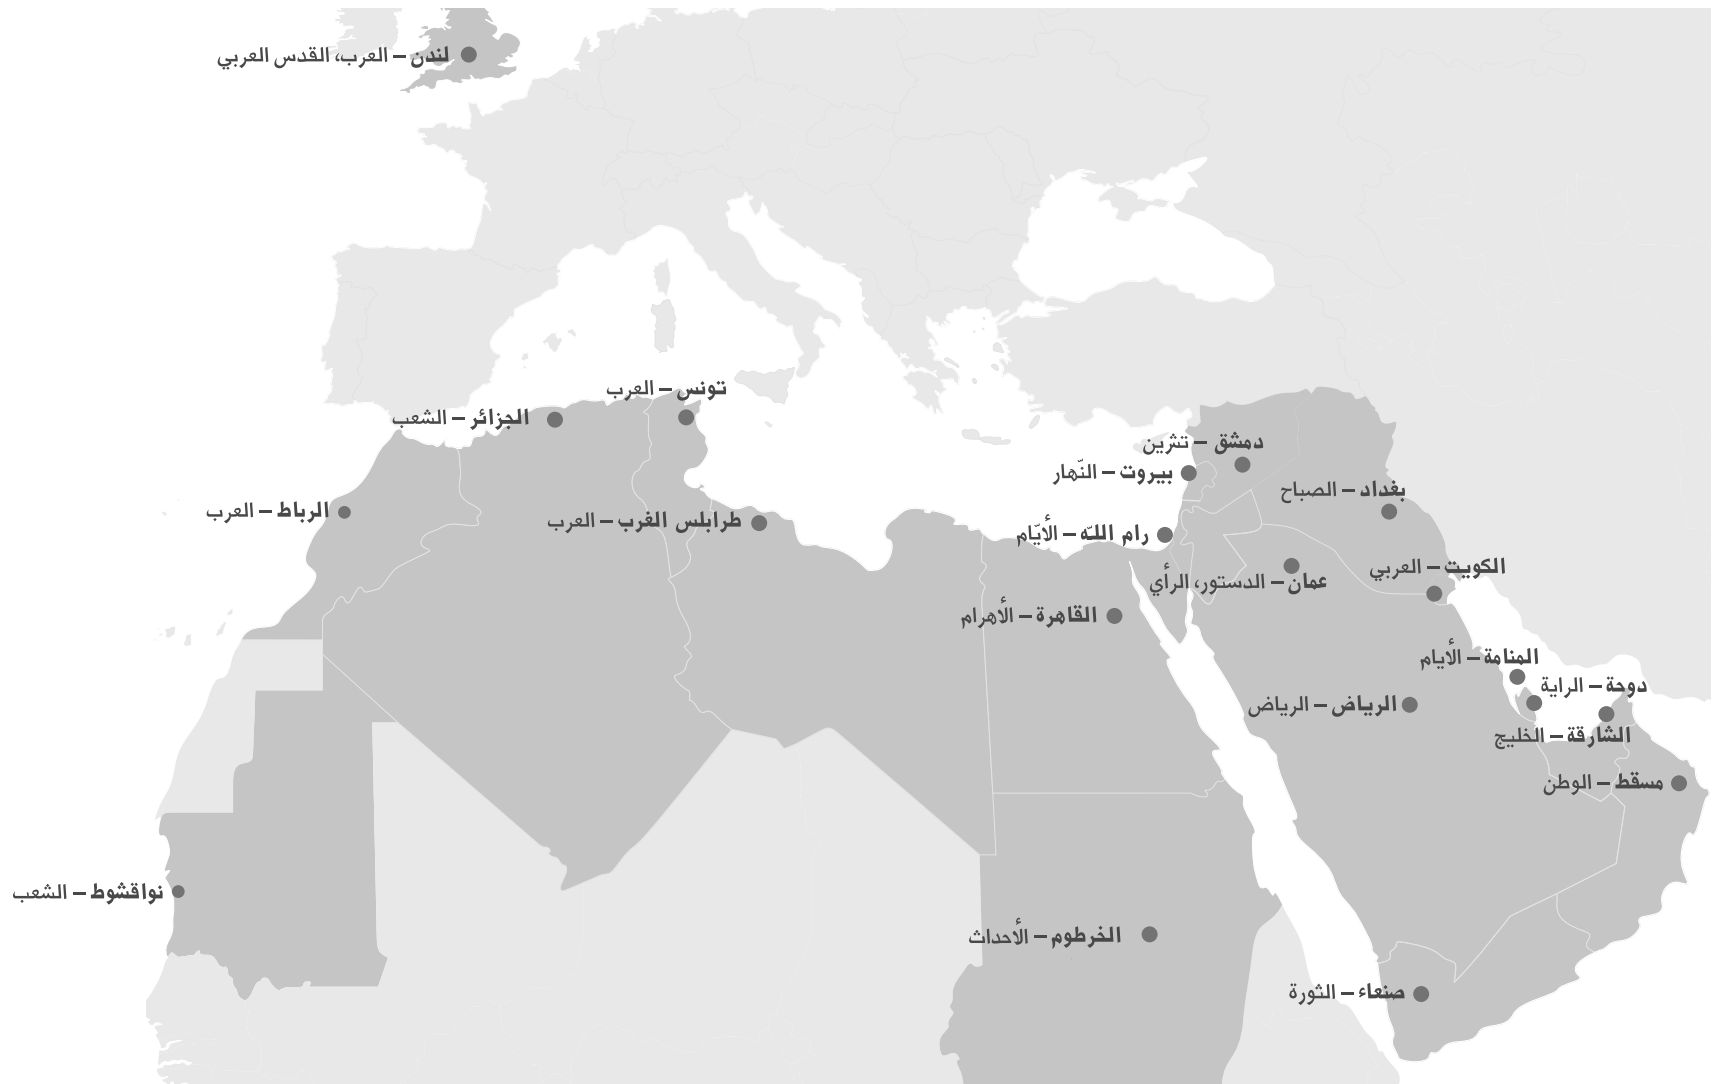 لندن – العرب، القدس العربي
تونس – العرب
الجزائر – الشعب
دمشق – تشرين
بيروت – النّهار
بغداد – الصباح
الرباط – العرب
طرابلس الغرب – العرب
رام اللّه – الأيّام
الكويت – العربي
عمان – الدستور، الرأي
القاهرة – الأهرام
المنامة – الأيام
دوحة – الراية
الرياض – الرياض
الشارقة – الخليج
مسقط – الوطن
نواقشوط – الشعب
الخرطوم – الأحداث
صنعاء – الثورة